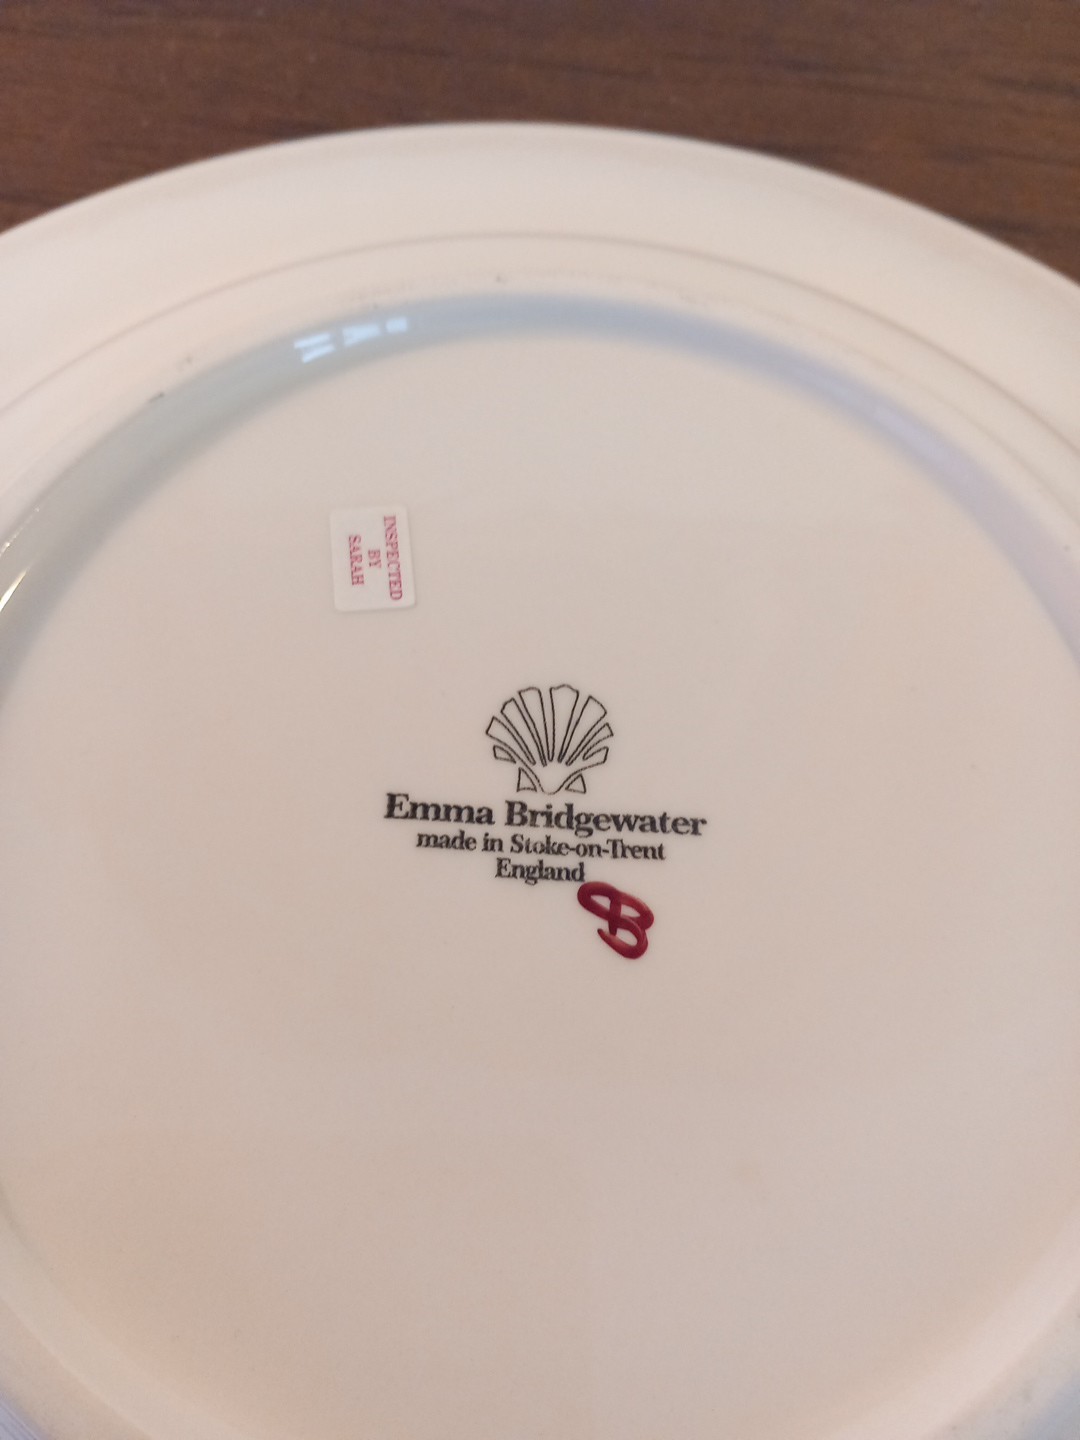 INSPECTED
BY
SARAH
Emma Bridgewater
made in Stoke-on-Trent
England
B